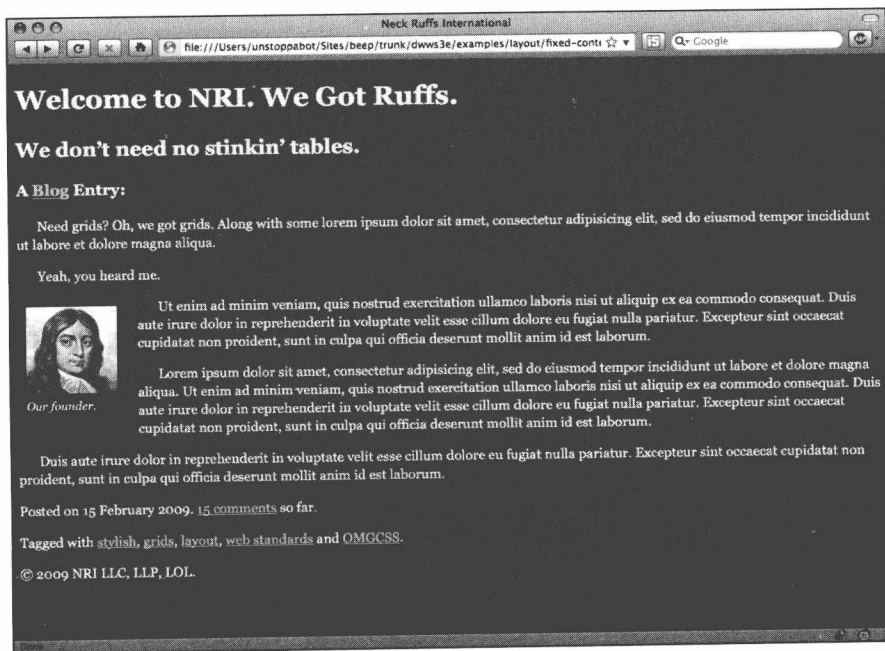 Neck Ruffs International
file:///Users/unstoppabot/Sites/beep/trunk/dwws3e/examples/layout/fixed-conte
Google
ABP
Welcome to NRI. We Got Ruffs.
We don't need no stinkin' tables.
A Blog Entry:
Need grids? Oh, we got grids. Along with some lorem ipsum dolor sit amet, consectetur adipisicing elit, sed do eiusmod tempor incididunt
ut labore et dolore magna aliqua.
Yeah, you heard me.
Ut enim ad minim veniam, quis nostrud exercitation ullamco laboris nisi ut aliquip ex ea commodo consequat. Duis
aute irure dolor in reprehenderit in voluptate velit esse cillum dolore eu fugiat nulla pariatur. Excepteur sint occaecat
cupidatat non proident, sunt in culpa qui officia deserunt mollit anim id est laborum.
Lorem ipsum dolor sit amet, consectetur adipisicing elit, sed do eiusmod tempor incididunt ut labore et dolore magna
aliqua. Ut enim ad minim veniam, quis nostrud exercitation ullamco laboris nisi ut aliquip ex ea commodo consequat. Duis
aute irure dolor in reprehenderit in voluptate velit esse cillum dolore eu fugiat nulla pariatur. Excepteur sint occaecat
cupidatat non proident, sunt in culpa qui officia deserunt mollit anim id est laborum.
Our founder.
Duis aute irure dolor in reprehenderit in voluptate velit esse cillum dolore eu fugiat nulla pariatur. Excepteur sint occaecat cupidatat non
proident, sunt in culpa qui officia deserunt mollit anim id est laborum.
Posted on 15 February 2009. 15 comments so far.
Tagged with stylish, grids, layout, web standards and OMGCSS.
© 2009 NRI LLC, LLP, LOL.
Done